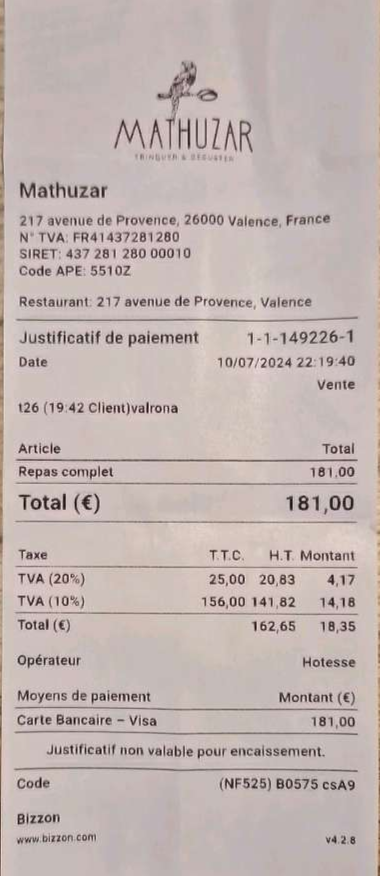 MATHUZAR
TRINQUER & DÉGUSTER
Mathuzar
217 avenue de Provence, 26000 Valence, France
N° TVA: FR41437281280
SIRET: 437 281 280 00010
Code APE: 5510Z
Restaurant: 217 avenue de Provence, Valence
Justificatif de paiement 1-1-149226-1
Date 10/07/2024 22:19:40
Vente
t26 (19:42 Client)valrona
Article Total
Repas complet 181,00
Total (€) 181,00
Taxe T.T.C. H.T. Montant
TVA (20%) 25,00 20,83 4,17
TVA (10%) 156,00 141,82 14,18
Total (€) 162,65 18,35
Opérateur Hotesse
Moyens de paiement Montant (€)
Carte Bancaire – Visa 181,00
Justificatif non valable pour encaissement.
Code (NF525) B0575 csA9
Bizzon
www.bizzon.com v4.2.8